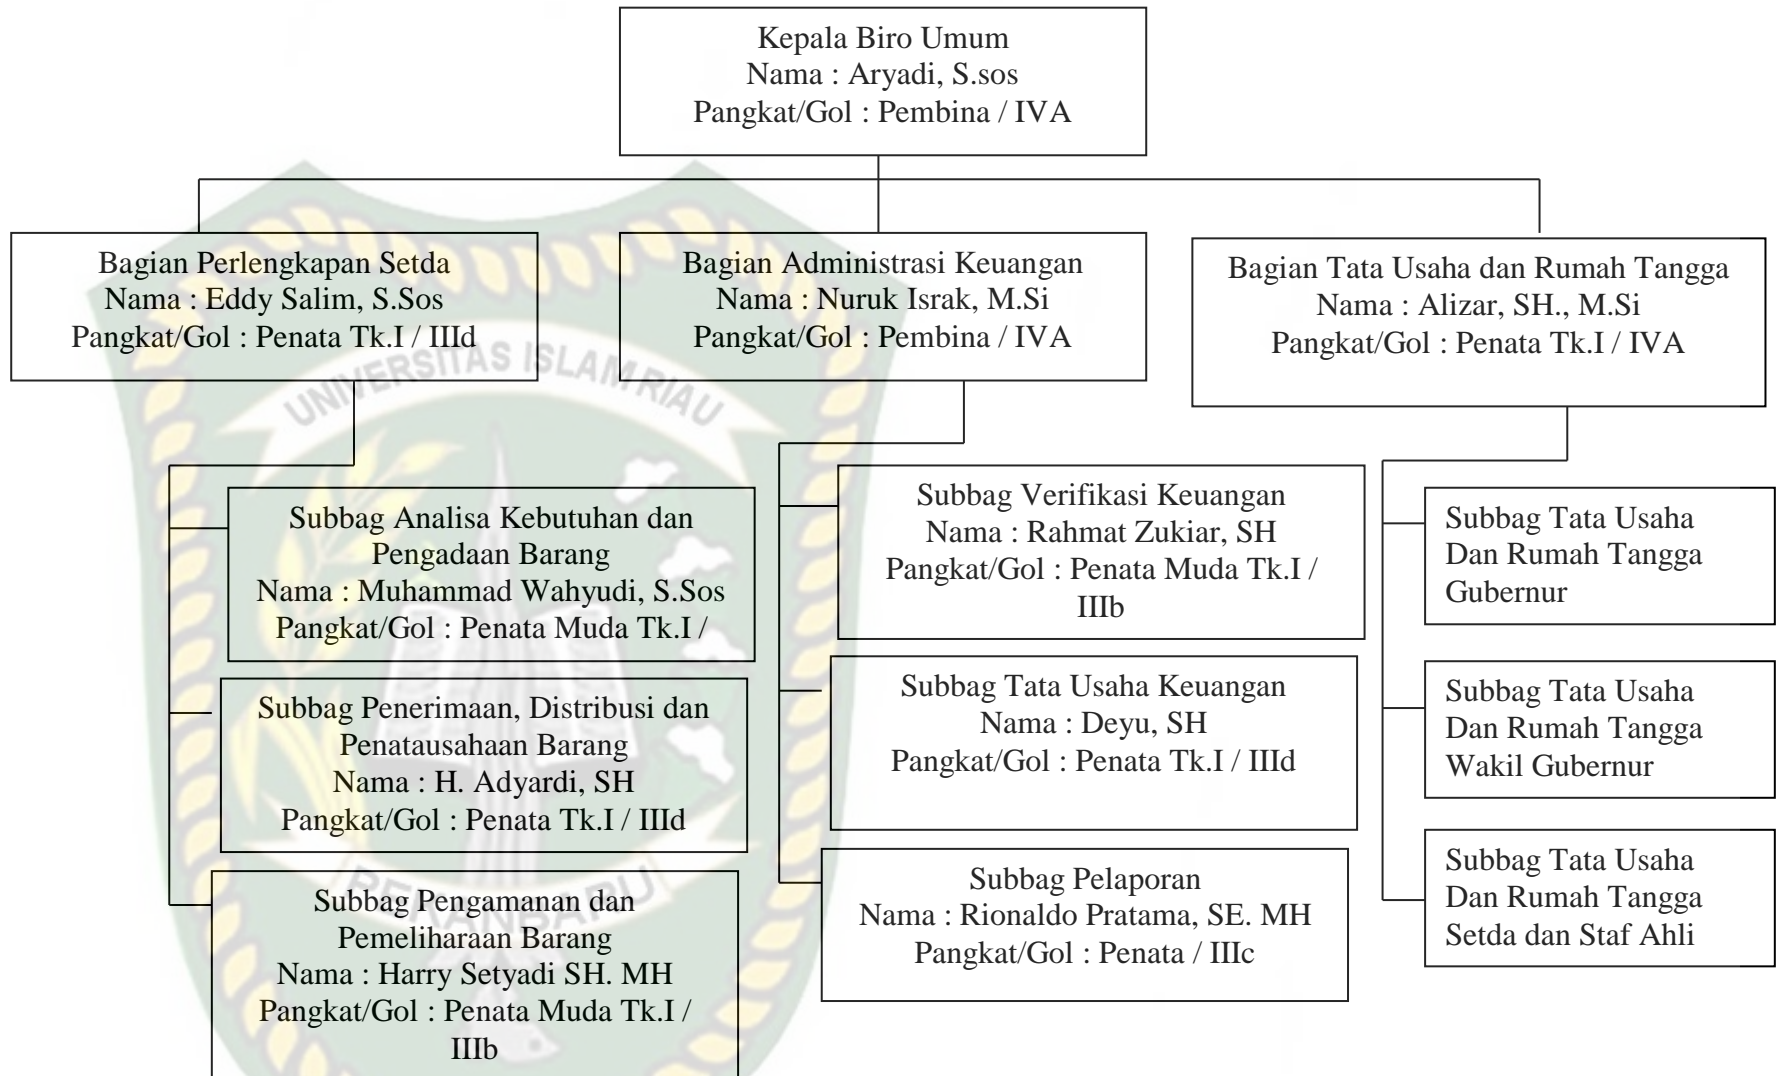 Kepala Biro Umum
Nama : Aryadi, S.sos
Pangkat/Gol : Pembina / IVA
Bagian Perlengkapan Setda
Nama : Eddy Salim, S.Sos
Pangkat/Gol : Penata Tk.I / IIId
Bagian Administrasi Keuangan
Nama : Nuruk Israk, M.Si
Pangkat/Gol : Pembina / IVA
Bagian Tata Usaha dan Rumah Tangga
Nama : Alizar, SH., M.Si
Pangkat/Gol : Penata Tk.I / IVA
UNIVERSITAS ISLAM RIAU
Subbag Analisa Kebutuhan dan
Pengadaan Barang
Nama : Muhammad Wahyudi, S.Sos
Pangkat/Gol : Penata Muda Tk.I /
Subbag Penerimaan, Distribusi dan
Penatausahaan Barang
Nama : H. Adyardi, SH
Pangkat/Gol : Penata Tk.I / IIId
Subbag Pengamanan dan
Pemeliharaan Barang
Nama : Harry Setyadi SH. MH
Pangkat/Gol : Penata Muda Tk.I /
IIIb
Subbag Verifikasi Keuangan
Nama : Rahmat Zukiar, SH
Pangkat/Gol : Penata Muda Tk.I /
IIIb
Subbag Tata Usaha Keuangan
Nama : Deyu, SH
Pangkat/Gol : Penata Tk.I / IIId
Subbag Pelaporan
Nama : Rionaldo Pratama, SE. MH
Pangkat/Gol : Penata / IIIc
Subbag Tata Usaha
Dan Rumah Tangga
Gubernur
Subbag Tata Usaha
Dan Rumah Tangga
Wakil Gubernur
Subbag Tata Usaha
Dan Rumah Tangga
Setda dan Staf Ahli